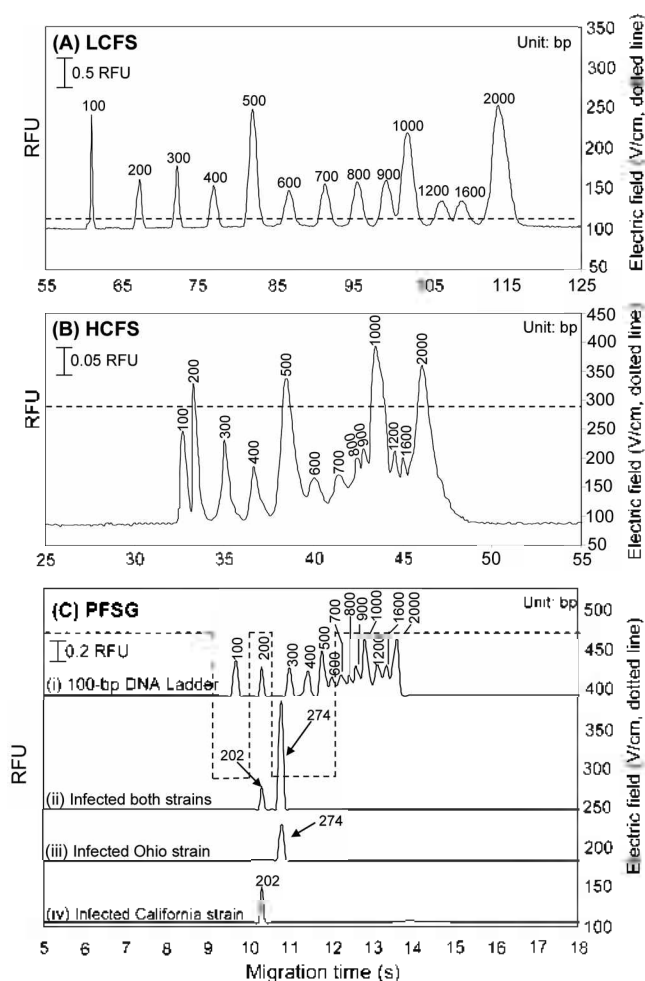 (A) LCFS
Unit: bp
0.5 RFU
100
200
300
400
500
600
700
800
900
1000
1200
1600
2000
RFU
Electric field (V/cm, dotted line)
350
300
250
200
150
100
50
55 65 75 85 95 105 115 125
(B) HCFS
Unit: bp
0.05 RFU
100
200
300
400
500
600
700
800
900
1000
1200
1600
2000
RFU
Electric field (V/cm, dotted line)
450
400
350
300
250
200
150
100
50
25 30 35 40 45 50 55
(C) PFSG
Unit: bp
0.2 RFU
100
200
300
400
500
600
700
800
900
1000
1200
1600
2000
(i) 100-bp DNA Ladder
202
274
(ii) Infected both strains
274
(iii) Infected Ohio strain
202
(iv) Infected California strain
RFU
Electric field (V/cm, dotted line)
500
450
400
350
300
250
200
150
100
5 6 7 8 9 10 11 12 13 14 15 16 17 18
Migration time (s)